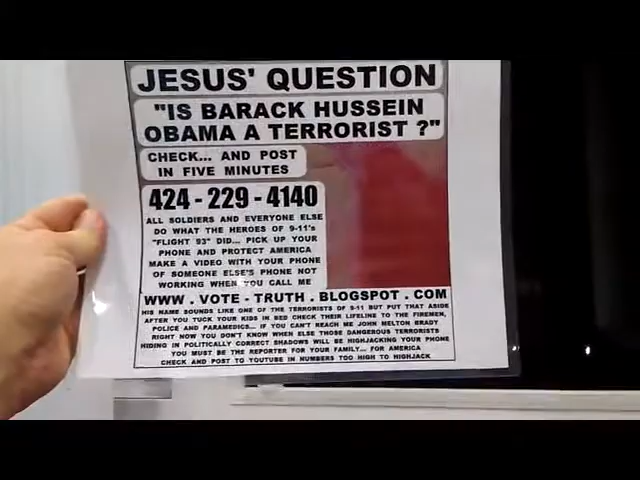 JESUS' QUESTION
"IS BARACK HUSSEIN
OBAMA A TERRORIST ?"
CHECK... AND POST
IN FIVE MINUTES
424 - 229 - 4140
ALL SOLDIERS AND EVERYONE ELSE
DO WHAT THE HEROES OF 9-11's
"FLIGHT 93" DID... PICK UP YOUR
PHONE AND PROTECT AMERICA
MAKE A VIDEO WITH YOUR PHONE
OF SOMEONE ELSE'S PHONE NOT
WORKING WHEN YOU CALL ME
WWW . VOTE - TRUTH . BLOGSPOT . COM
HIS NAME SOUNDS LIKE ONE OF THE TERRORISTS OF 9-11 BUT PUT THAT ASIDE
AFTER YOU TUCK YOUR KIDS IN BED CHECK THEIR LIFELINE TO THE FIREMEN,
POLICE AND PARAMEDICS... IF YOU CAN'T REACH ME JOHN MELTON BRADY
RIGHT NOW YOU DON'T KNOW WHEN ELSE THOSE DANGEROUS TERRORISTS
HIDING IN POLITICALLY CORRECT SHADOWS WILL BE HIGHJACKING YOUR PHONE
YOU MUST BE THE REPORTER FOR YOUR FAMILY... FOR AMERICA
CHECK AND POST TO YOUTUBE IN NUMBERS TOO HIGH TO HIGHJACK